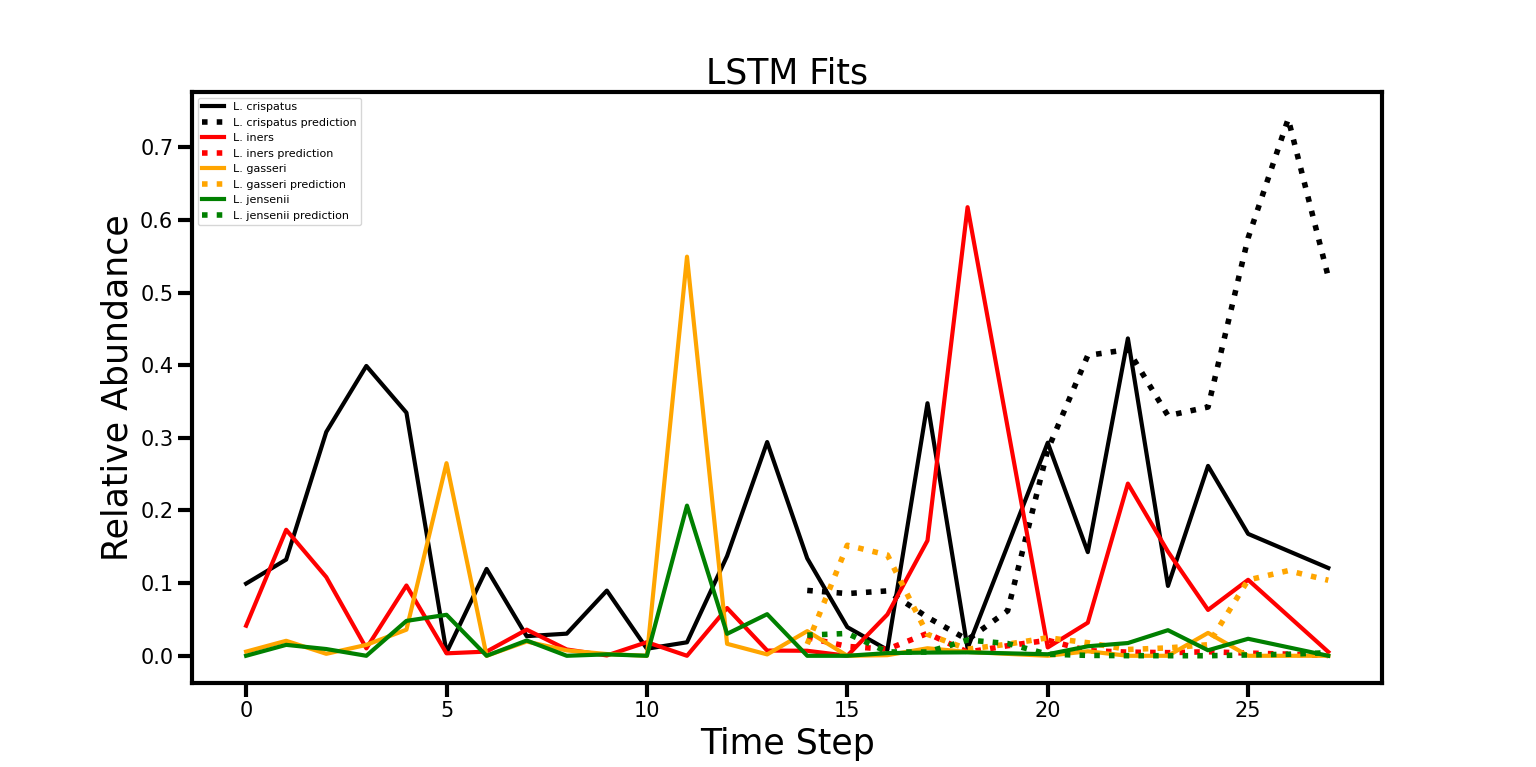 LSTM Fits
L. crispatus
L. crispatus prediction
L. iners
L. iners prediction
L. gasseri
L. gasseri prediction
L. jensenii
L. jensenii prediction
Relative Abundance
0.7
0.6
0.5
0.4
0.3
0.2
0.1
0.0
0 5 10 15 20 25
Time Step